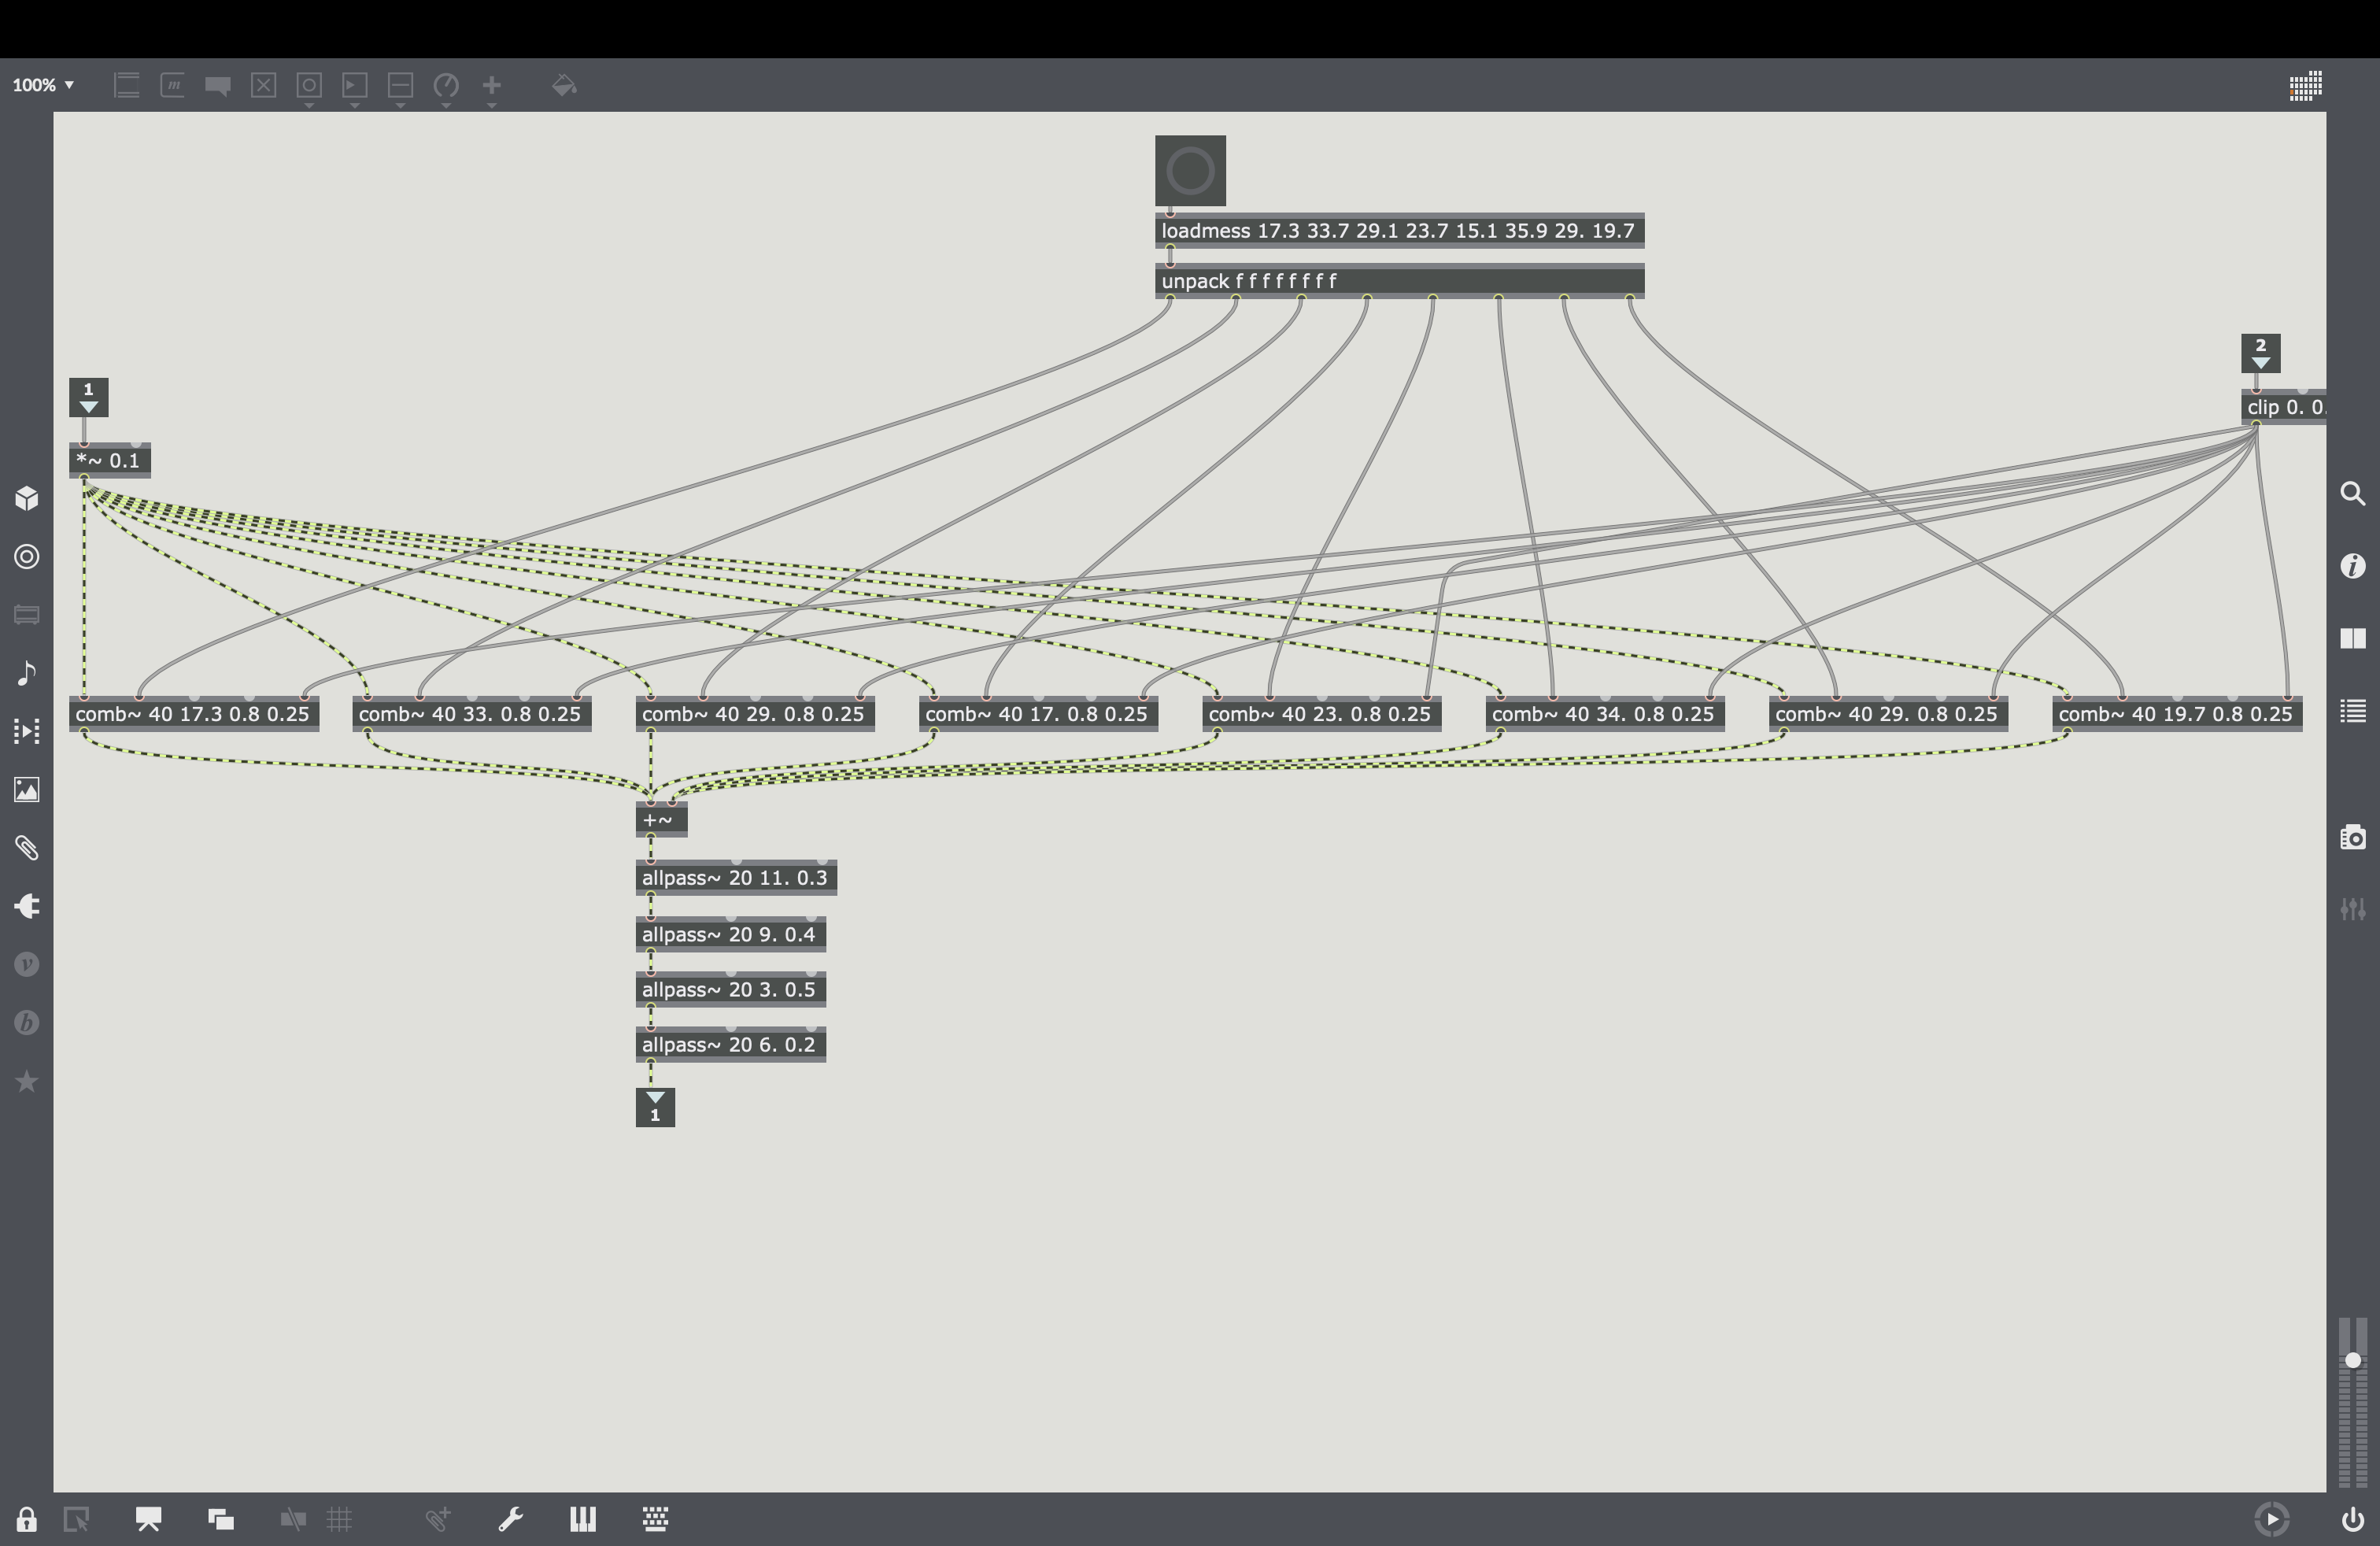 100%
loadmess 17.3 33.7 29.1 23.7 15.1 35.9 29. 19.7
unpack f f f f f f f f
2
clip 0. 0.
1
*~ 0.1
comb~ 40 17.3 0.8 0.25
comb~ 40 33. 0.8 0.25
comb~ 40 29. 0.8 0.25
comb~ 40 17. 0.8 0.25
comb~ 40 23. 0.8 0.25
comb~ 40 34. 0.8 0.25
comb~ 40 29. 0.8 0.25
comb~ 40 19.7 0.8 0.25
+~
allpass~ 20 11. 0.3
allpass~ 20 9. 0.4
allpass~ 20 3. 0.5
allpass~ 20 6. 0.2
1